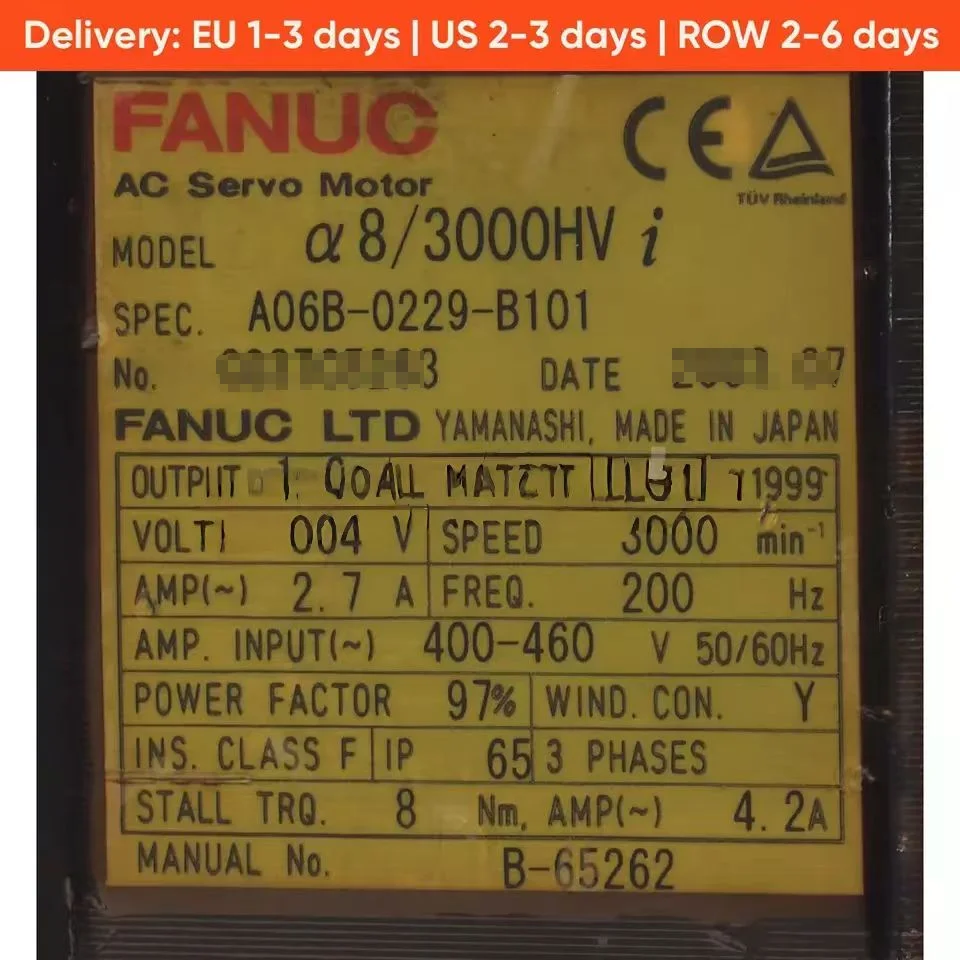 Delivery: EU 1-3 days | US 2-3 days | ROW 2-6 days
FANUC
CE
AC Servo Motor
TÜV Rheinland
MODEL α8/3000HV i
SPEC. A06B-0229-B101
No. DATE
FANUC LTD YAMANASHI, MADE IN JAPAN
1999
004 V SPEED 3000 min⁻¹
AMP(~) 2.7 A FREQ. 200 Hz
AMP. INPUT(~) 400-460 V 50/60Hz
POWER FACTOR 97% WIND. CON. Y
INS. CLASS F IP 65 3 PHASES
STALL TRQ. 8 Nm, AMP(~) 4.2A
MANUAL No. B-65262